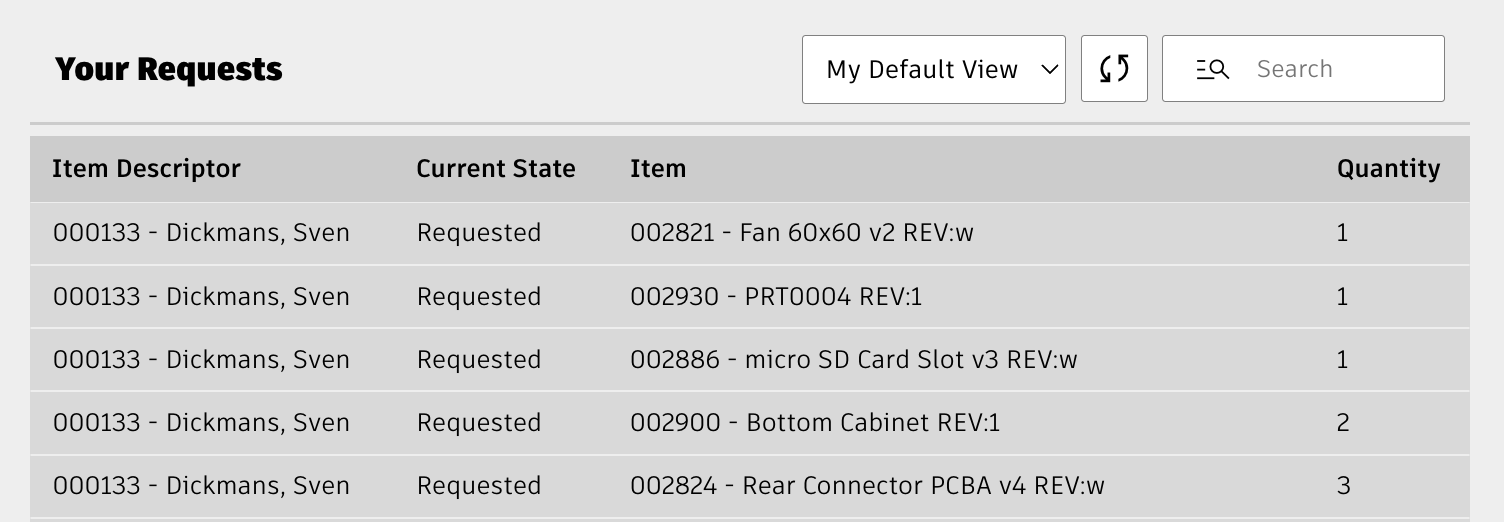 Your Requests My Default View Search
Item Descriptor Current State Item Quantity
000133 - Dickmans, Sven Requested 002821 - Fan 60x60 v2 REV:w 1
000133 - Dickmans, Sven Requested 002930 - PRT0004 REV:1 1
000133 - Dickmans, Sven Requested 002886 - micro SD Card Slot v3 REV:w 1
000133 - Dickmans, Sven Requested 002900 - Bottom Cabinet REV:1 2
000133 - Dickmans, Sven Requested 002824 - Rear Connector PCBA v4 REV:w 3